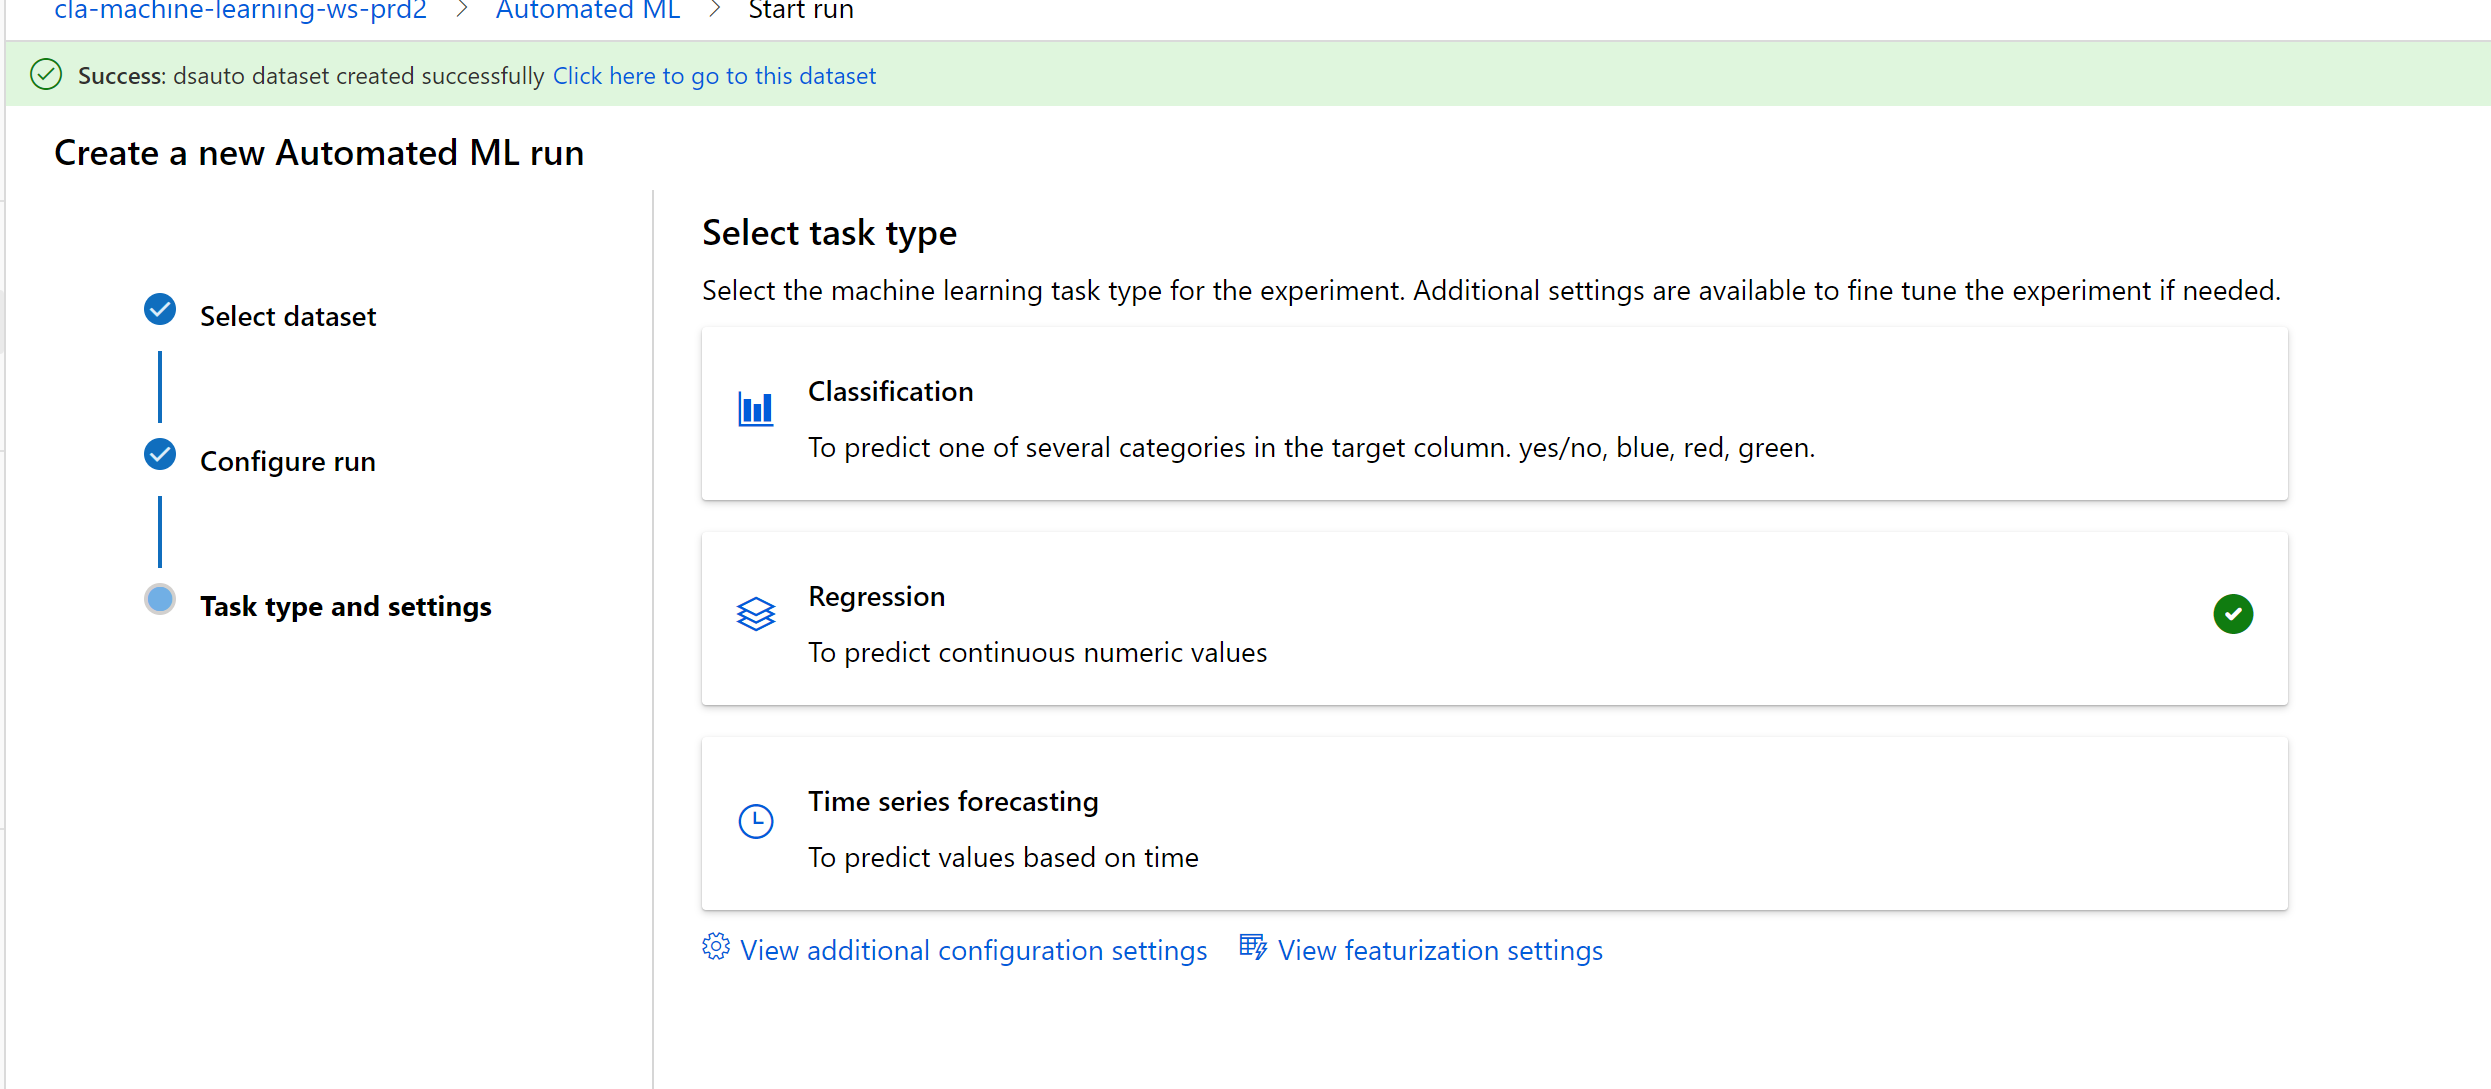 cla-machine-learning-ws-prd2 > Automated ML > Start run
Success: dsauto dataset created successfully Click here to go to this dataset
Create a new Automated ML run
Select dataset
Configure run
Task type and settings
Select task type
Select the machine learning task type for the experiment. Additional settings are available to fine tune the experiment if needed.
Classification
To predict one of several categories in the target column. yes/no, blue, red, green.
Regression
To predict continuous numeric values
Time series forecasting
To predict values based on time
View additional configuration settings View featurization settings